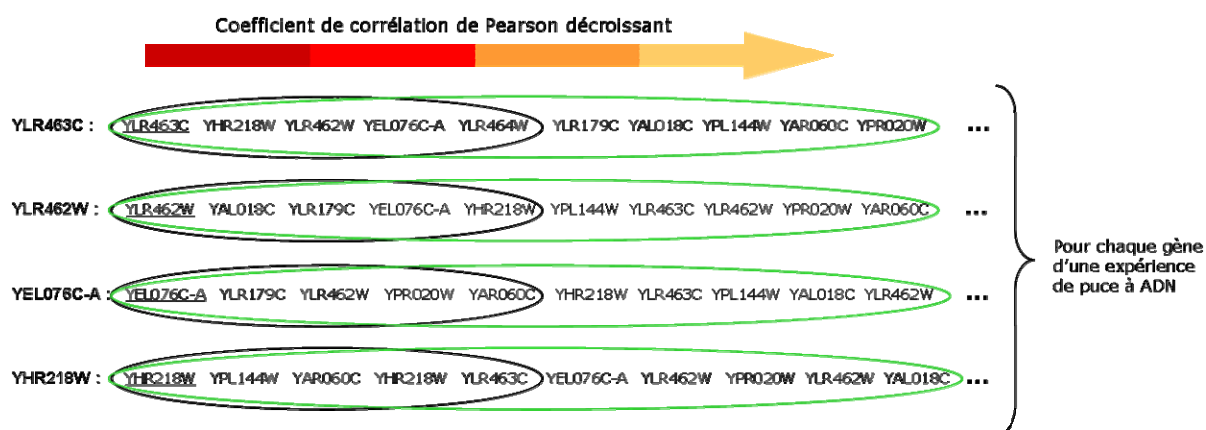 Coefficient de corrélation de Pearson décroissant
YLR463C : YLR463C YHR218W YLR462W YEL076C-A YLR464W YLR179C YAL018C YPL144W YAR060C YPR020W ...
YLR462W : YLR462W YAL018C YLR179C YEL076C-A YHR218W YPL144W YLR463C YLR462W YPR020W YAR060C ...
YEL076C-A : YEL076C-A YLR179C YLR462W YPR020W YAR060C YHR218W YLR463C YPL144W YAL018C YLR462W ...
YHR218W : YHR218W YPL144W YAR060C YHR218W YLR463C YEL076C-A YLR462W YPR020W YLR462W YAL018C ...
Pour chaque gène
d'une expérience
de puce à ADN